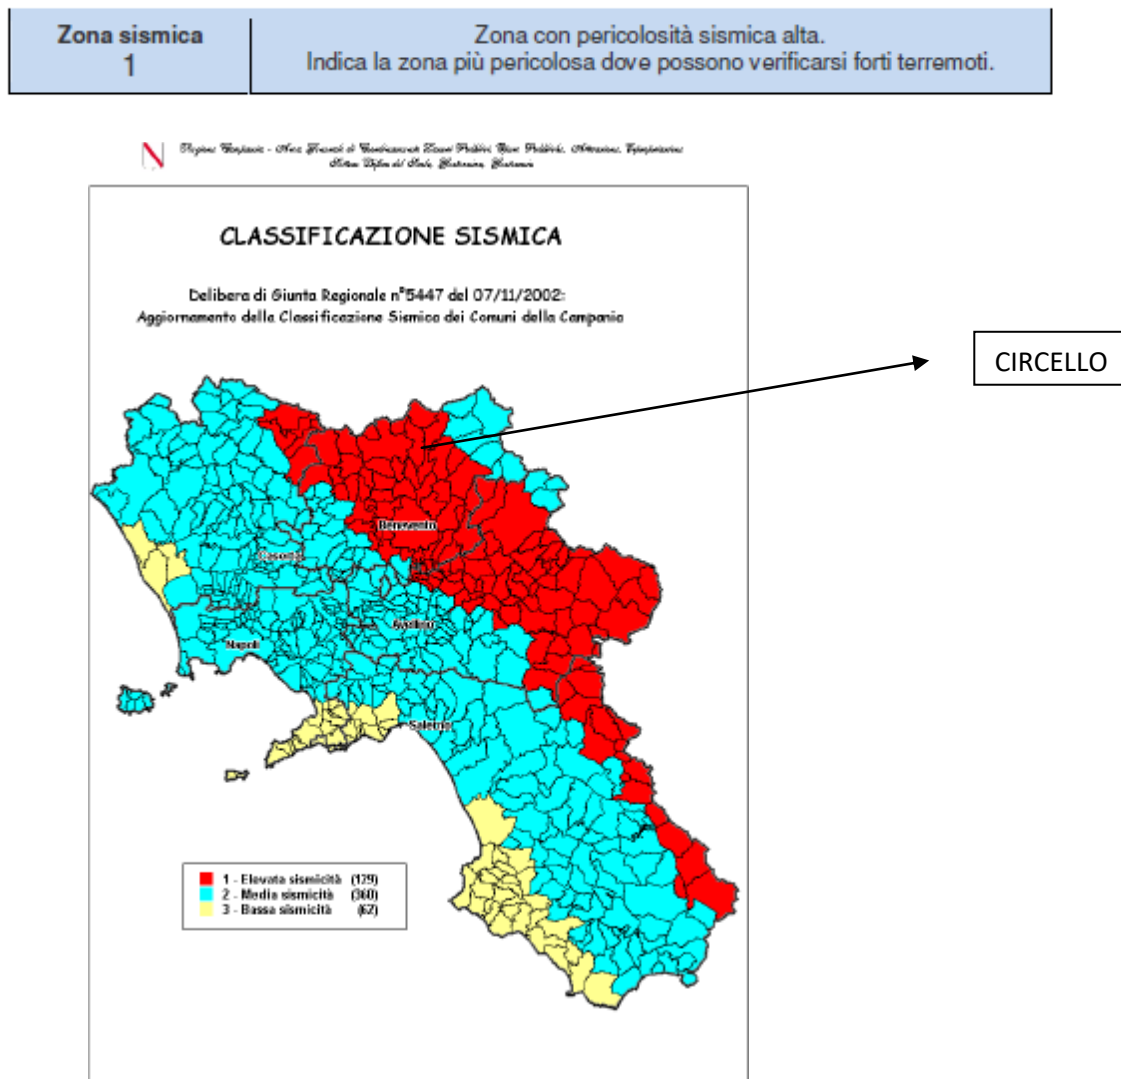 Zona sismica
1
Zona con pericolosità sismica alta.
Indica la zona più pericolosa dove possono verificarsi forti terremoti.
CLASSIFICAZIONE SISMICA
Delibera di Giunta Regionale n°5447 del 07/11/2002:
Aggiornamento della Classificazione Sismica dei Comuni della Campania
CIRCELLO
Benevento
Caserta
Avellino
Napoli
Salerno
1 - Elevata sismicità (129)
2 - Media sismicità (360)
3 - Bassa sismicità (62)